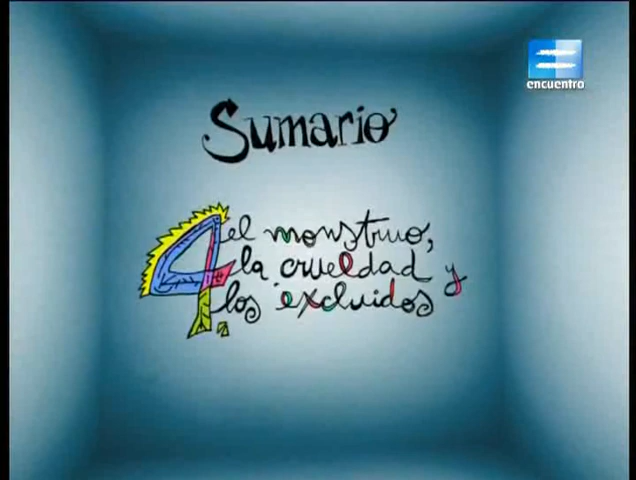 encuentro
Sumario
4. el monstruo,
la crueldad y
los excluidos